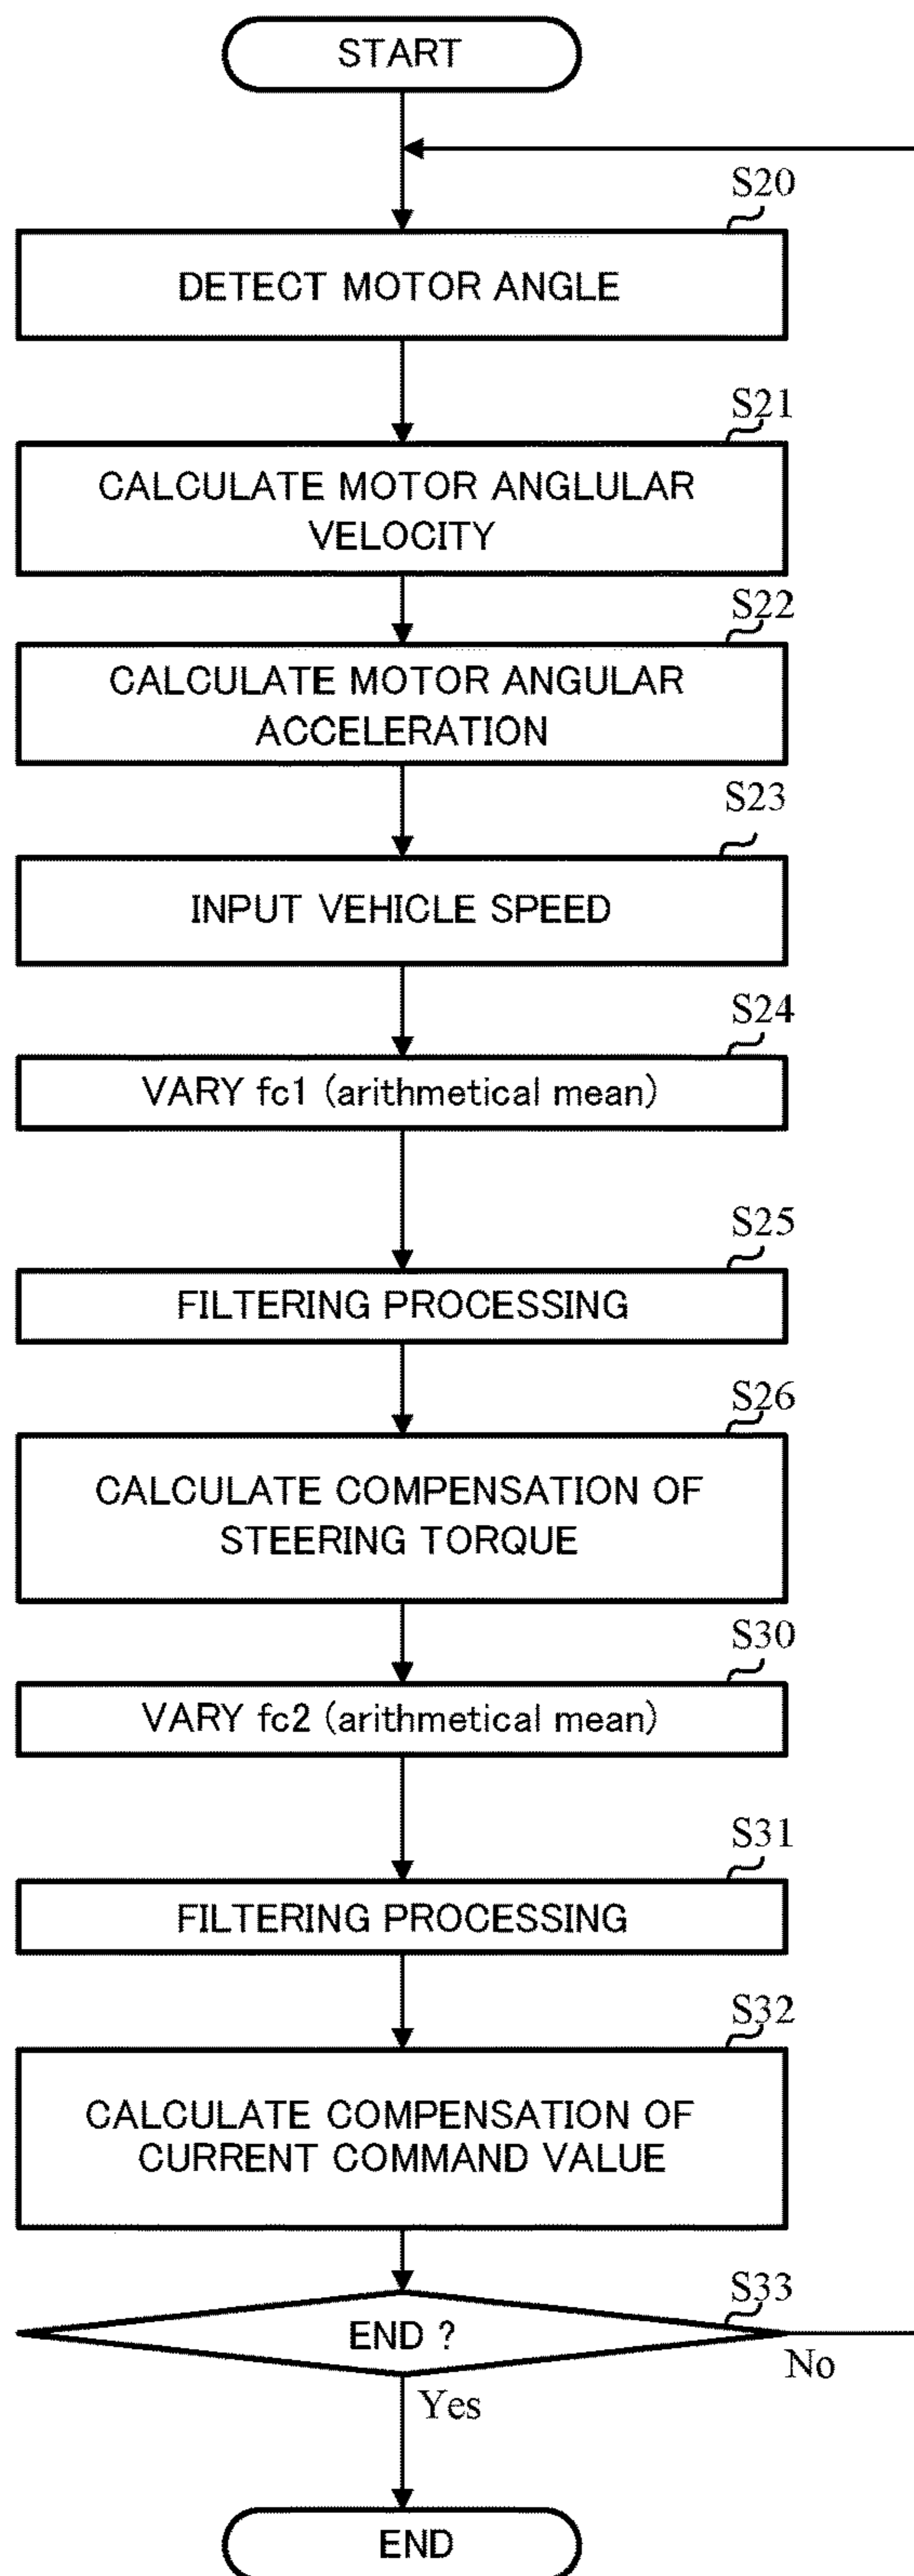 START
S20
DETECT MOTOR ANGLE
S21
CALCULATE MOTOR ANGLULAR
VELOCITY
S22
CALCULATE MOTOR ANGULAR
ACCELERATION
S23
INPUT VEHICLE SPEED
S24
VARY fc1 (arithmetical mean)
S25
FILTERING PROCESSING
S26
CALCULATE COMPENSATION OF
STEERING TORQUE
S30
VARY fc2 (arithmetical mean)
S31
FILTERING PROCESSING
S32
CALCULATE COMPENSATION OF
CURRENT COMMAND VALUE
S33
END ?
No
Yes
END